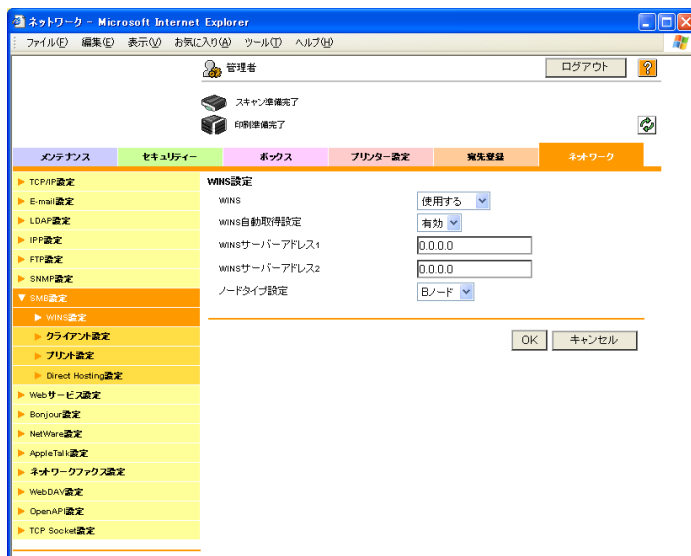 ネットワーク - Microsoft Internet Explorer
ファイル(F) 編集(E) 表示(V) お気に入り(A) ツール(T) ヘルプ(H)
管理者
ログアウト
?
スキャン準備完了
印刷準備完了
メンテナンス セキュリティー ボックス プリンター設定 宛先登録 ネットワーク
TCP/IP設定
E-mail設定
LDAP設定
IPP設定
FTP設定
SNMP設定
SMB設定
WINS設定
クライアント設定
プリント設定
Direct Hosting設定
Webサービス設定
Bonjour設定
NetWare設定
AppleTalk設定
ネットワークファクス設定
WebDAV設定
OpenAPI設定
TCP Socket設定
WINS設定
WINS 使用する
WINS自動取得設定 有効
WINSサーバーアドレス1 0.0.0.0
WINSサーバーアドレス2 0.0.0.0
ノードタイプ設定 Bノード
OK キャンセル